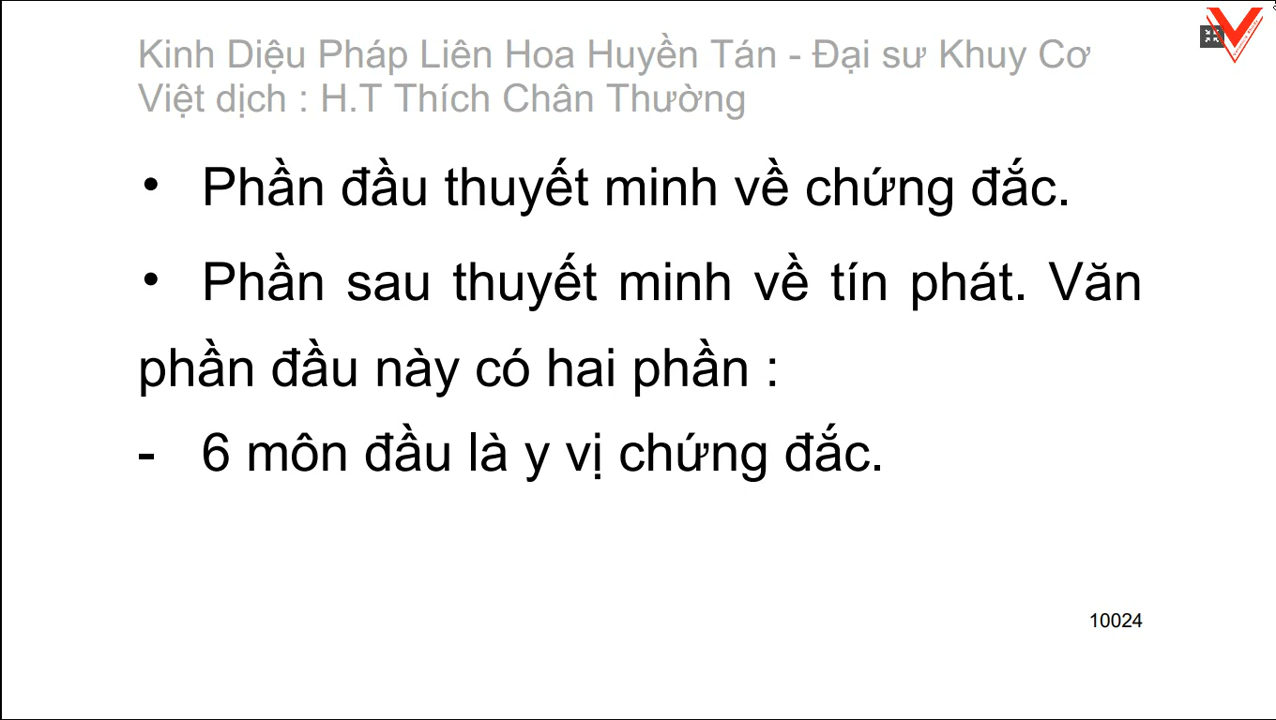 Kinh Diệu Pháp Liên Hoa Huyền Tán - Đại sư Khuy Cơ
Việt dịch : H.T Thích Chân Thường
• Phần đầu thuyết minh về chứng đắc.
• Phần sau thuyết minh về tín phát. Văn
phần đầu này có hai phần :
- 6 môn đầu là y vị chứng đắc.
10024